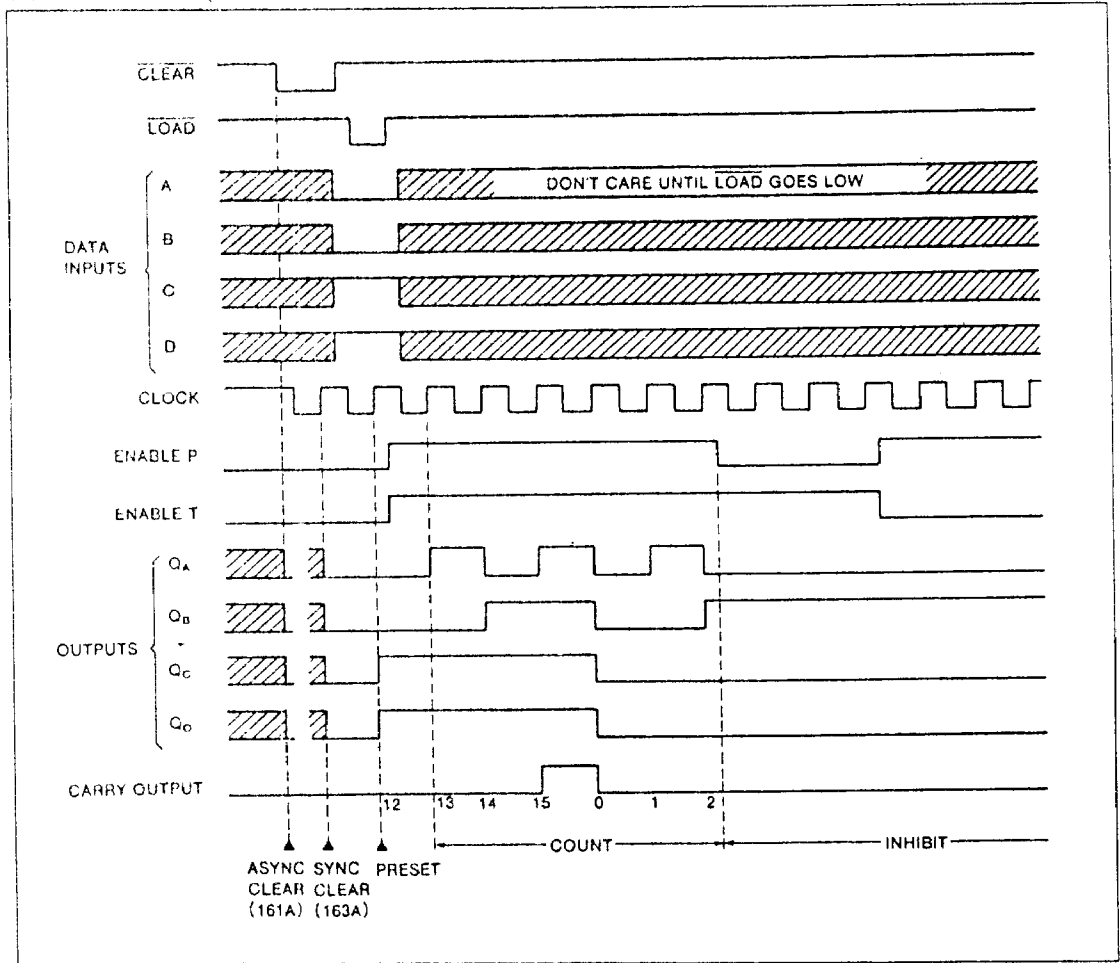 CLEAR
LOAD
A
DON'T CARE UNTIL LOAD GOES LOW
B
DATA
INPUTS
C
D
CLOCK
ENABLE P
ENABLE T
QA
QB
OUTPUTS
QC
QD
CARRY OUTPUT
12 13 14 15 0 1 2
COUNT INHIBIT
ASYNC SYNC PRESET
CLEAR CLEAR
(161A) (163A)